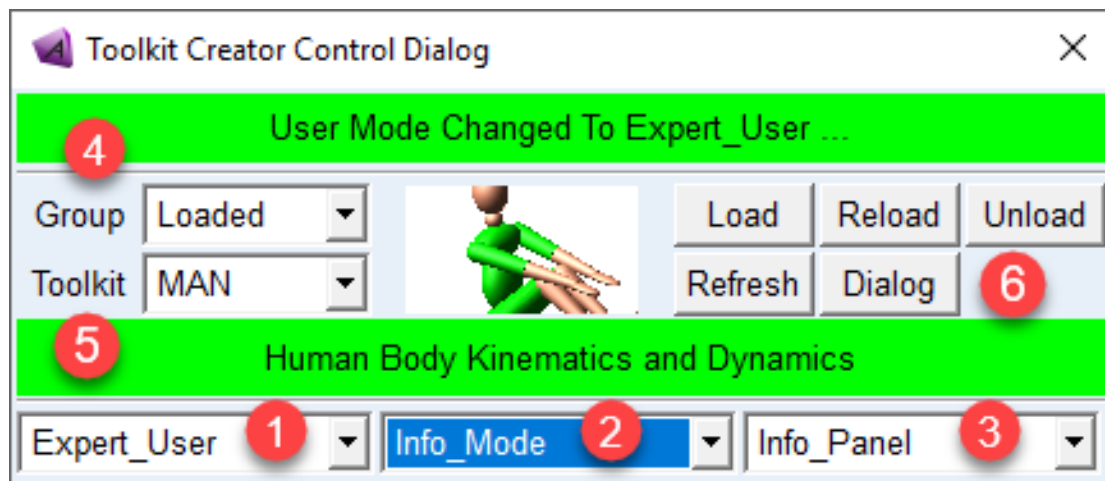 Toolkit Creator Control Dialog
User Mode Changed To Expert_User ...
4
Group Loaded Load Reload Unload
Toolkit MAN Refresh Dialog 6
5
Human Body Kinematics and Dynamics
Expert_User 1 Info_Mode 2 Info_Panel 3